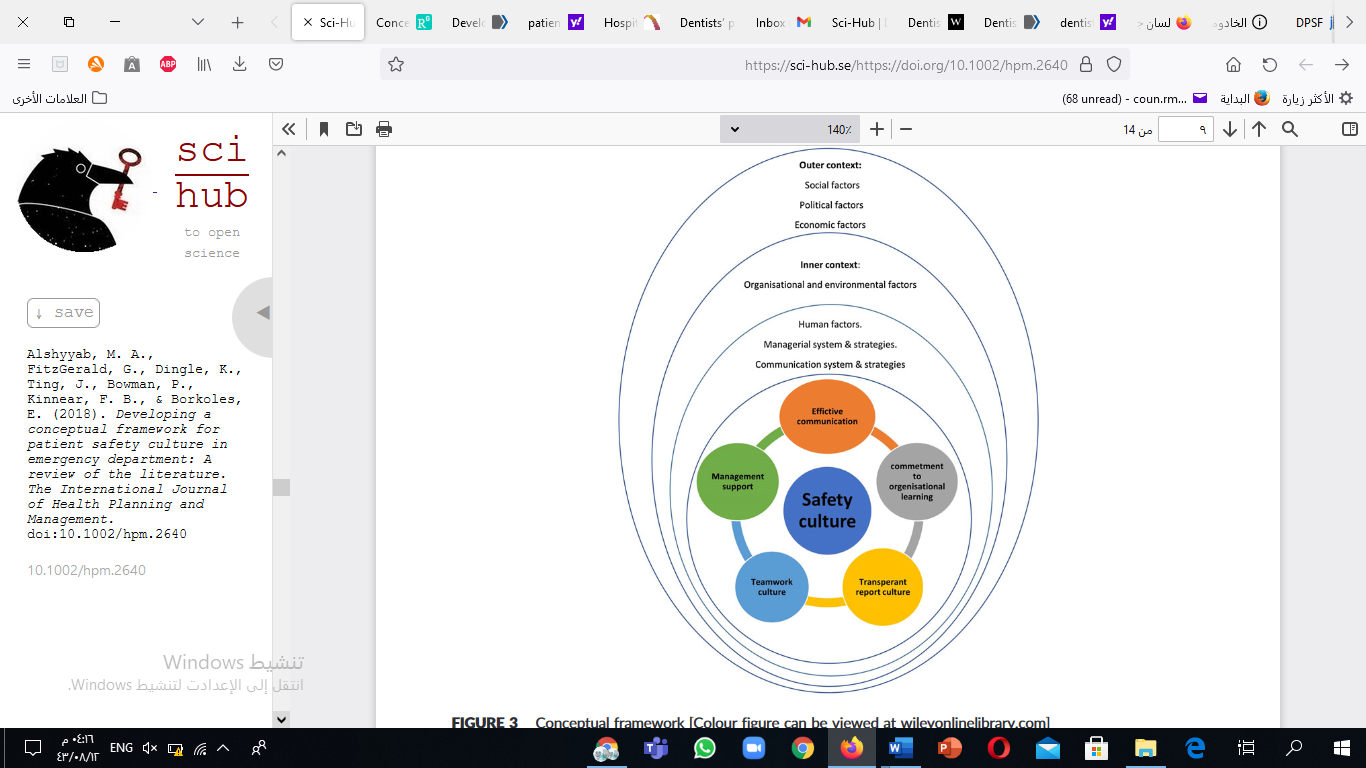 Sci-Hu
Conce
Develo
patien
Hospit
Dentists' p
Inbox
Sci-Hub | 
Dentis
Dentis
dentis
لسان ح
الخادوم
DPSF
https://sci-hub.se/https://doi.org/10.1002/hpm.2640
العلامات الأخرى
(68 unread) - coun.rm...
البداية
الأكثر زيارة
140٪
من 14
٩
sci
hub
to open
science
↓ save
Alshyyab, M. A.,
FitzGerald, G., Dingle, K.,
Ting, J., Bowman, P.,
Kinnear, F. B., & Borkoles,
E. (2018). Developing a
conceptual framework for
patient safety culture in
emergency department: A
review of the literature.
The International Journal
of Health Planning and
Management.
doi:10.1002/hpm.2640
10.1002/hpm.2640
Outer context:
Social factors
Political factors
Economic factors
Inner context:
Organisational and environmental factors
Human factors.
Managerial system & strategies.
Communication system & strategies
Effictive
communication
Management
support
commetment
to
orgenisational
learning
Safety
culture
Teamwork
culture
Transperant
report culture
FIGURE 3 Conceptual framework [Colour figure can be viewed at wileyonlinelibrary.com]
تنشيط Windows
انتقل إلى الإعدادت لتنشيط Windows.
ENG
٠٤:١٦ م
٤٣/٠٨/١٢